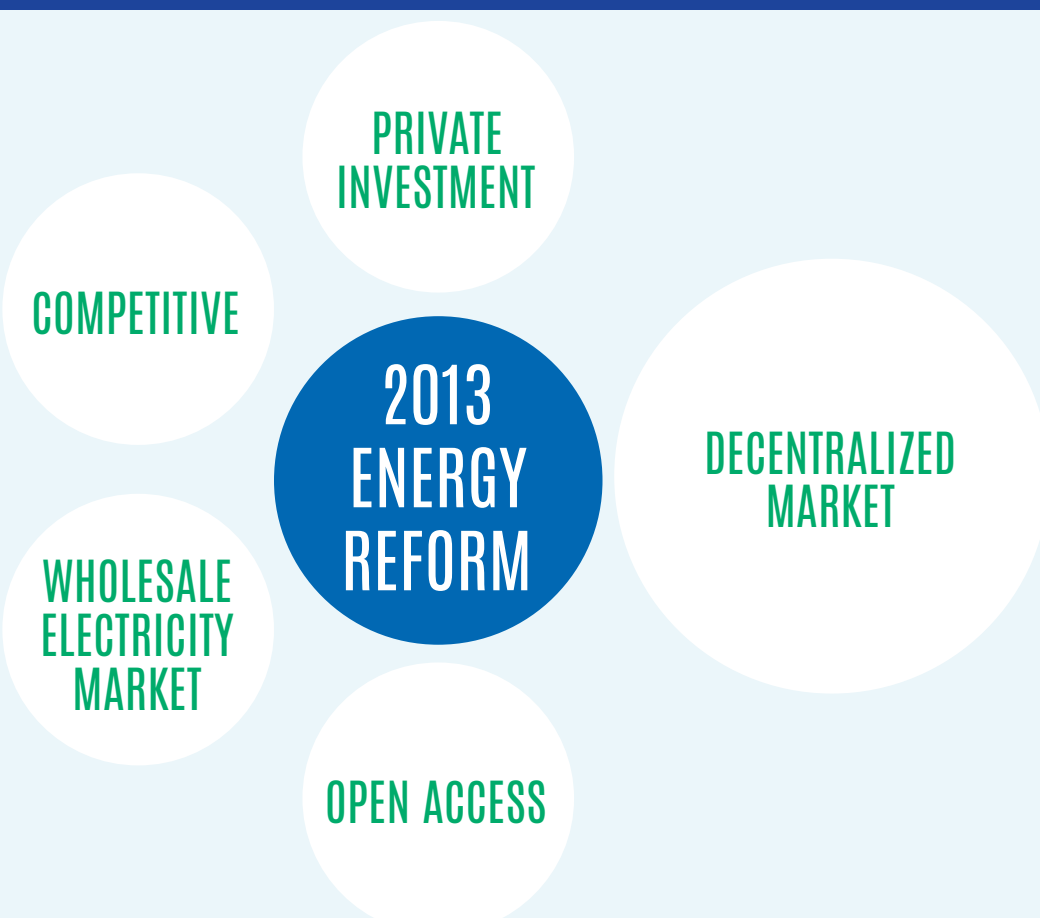 PRIVATE
INVESTMENT
COMPETITIVE
2013
ENERGY
REFORM
DECENTRALIZED
MARKET
WHOLESALE
ELECTRICITY
MARKET
OPEN ACCESS